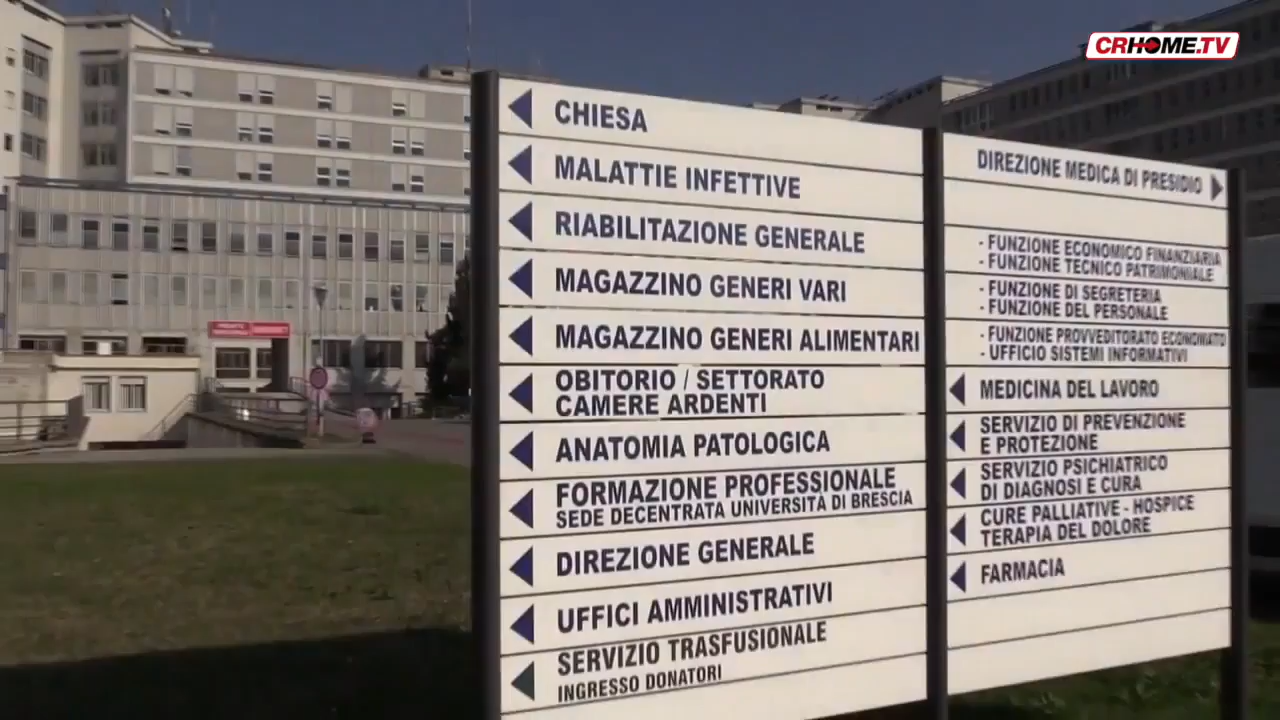 CRHOME.TV
CHIESA
MALATTIE INFETTIVE
RIABILITAZIONE GENERALE
MAGAZZINO GENERI VARI
MAGAZZINO GENERI ALIMENTARI
OBITORIO / SETTORATO
CAMERE ARDENTI
ANATOMIA PATOLOGICA
FORMAZIONE PROFESSIONALE
SEDE DECENTRATA UNIVERSITÀ DI BRESCIA
DIREZIONE GENERALE
UFFICI AMMINISTRATIVI
SERVIZIO TRASFUSIONALE
INGRESSO DONATORI
DIREZIONE MEDICA DI PRESIDIO
- FUNZIONE ECONOMICO FINANZIARIA
- FUNZIONE TECNICO PATRIMONIALE
- FUNZIONE DI SEGRETERIA
- FUNZIONE DEL PERSONALE
- FUNZIONE PROVVEDITORATO ECONOMATO
- UFFICIO SISTEMI INFORMATIVI
MEDICINA DEL LAVORO
SERVIZIO DI PREVENZIONE
E PROTEZIONE
SERVIZIO PSICHIATRICO
DI DIAGNOSI E CURA
CURE PALLIATIVE - HOSPICE
TERAPIA DEL DOLORE
FARMACIA